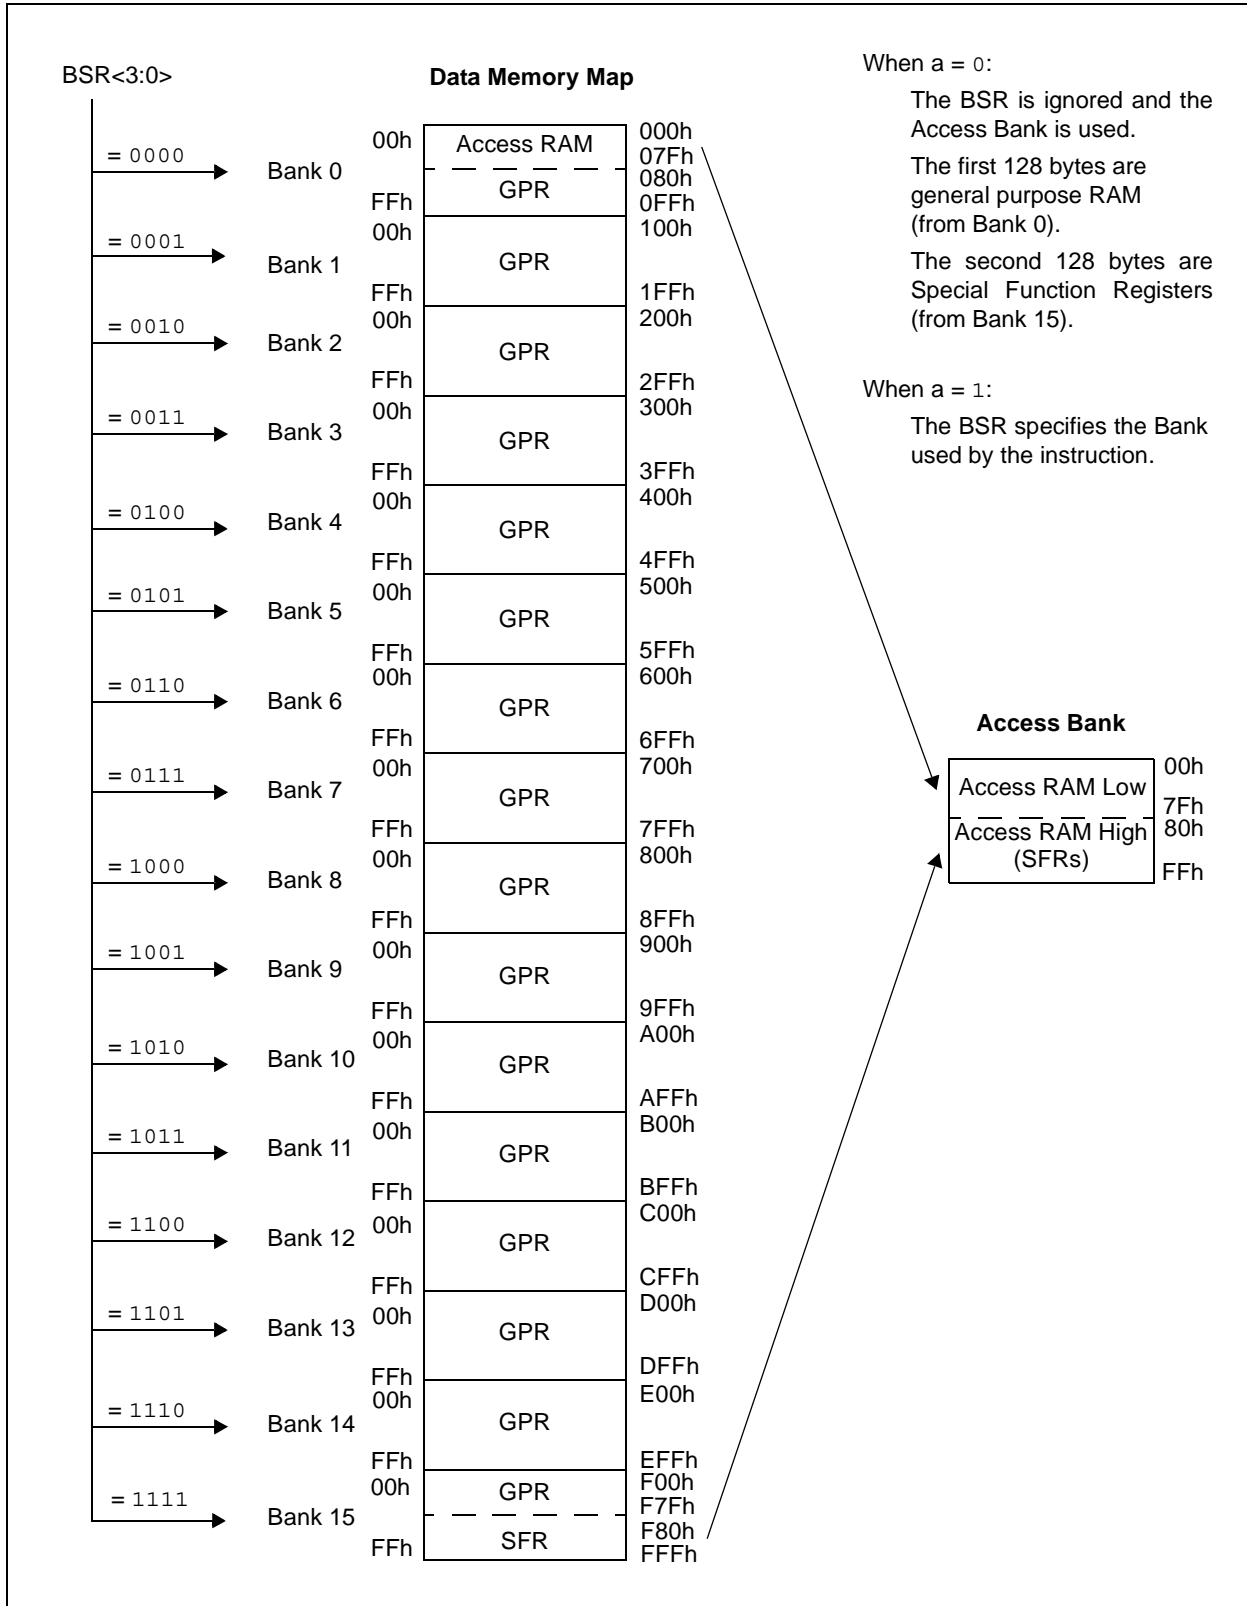 BSR<3:0>
Data Memory Map
When a = 0:
The BSR is ignored and the
Access Bank is used.
The first 128 bytes are
general purpose RAM
(from Bank 0).
The second 128 bytes are
Special Function Registers
(from Bank 15).
When a = 1:
The BSR specifies the Bank
used by the instruction.
= 0000
Bank 0
00h
FFh
Access RAM
GPR
000h
07Fh
080h
0FFh
= 0001
Bank 1
00h
FFh
GPR
100h
1FFh
= 0010
Bank 2
00h
FFh
GPR
200h
2FFh
= 0011
Bank 3
00h
FFh
GPR
300h
3FFh
= 0100
Bank 4
00h
FFh
GPR
400h
4FFh
= 0101
Bank 5
00h
FFh
GPR
500h
5FFh
= 0110
Bank 6
00h
FFh
GPR
600h
6FFh
= 0111
Bank 7
00h
FFh
GPR
700h
7FFh
= 1000
Bank 8
00h
FFh
GPR
800h
8FFh
= 1001
Bank 9
00h
FFh
GPR
900h
9FFh
= 1010
Bank 10
00h
FFh
GPR
A00h
AFFh
= 1011
Bank 11
00h
FFh
GPR
B00h
BFFh
= 1100
Bank 12
00h
FFh
GPR
C00h
CFFh
= 1101
Bank 13
00h
FFh
GPR
D00h
DFFh
= 1110
Bank 14
00h
FFh
GPR
E00h
EFFh
= 1111
Bank 15
00h
FFh
GPR
SFR
F00h
F7Fh
F80h
FFFh
Access Bank
Access RAM Low
Access RAM High
(SFRs)
00h
7Fh
80h
FFh